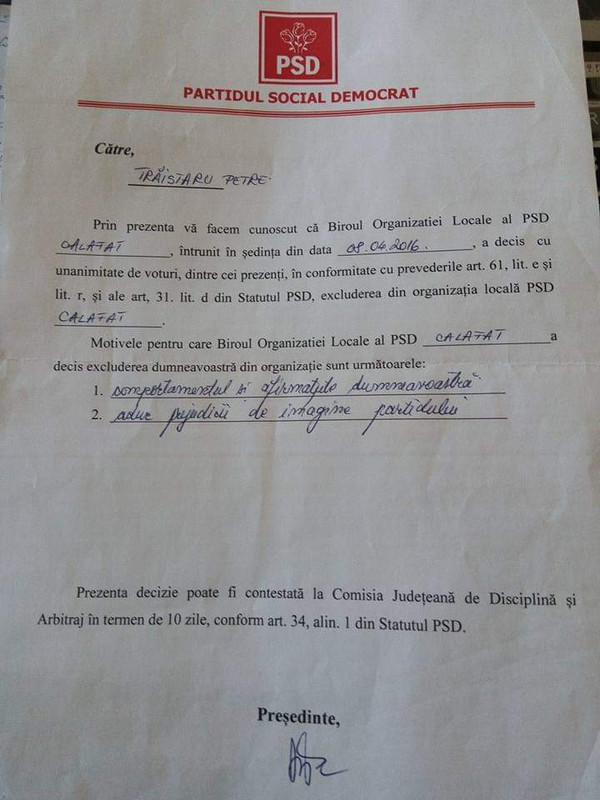 PSD
PARTIDUL SOCIAL DEMOCRAT
Către,
TRĂISTARU PETRE
Prin prezenta vă facem cunoscut că Biroul Organizatiei Locale al PSD
CALAFAT, întrunit în ședința din data 08.04.2016., a decis cu
unanimitate de voturi, dintre cei prezenți, în conformitate cu prevederile art. 61, lit. e și
lit. r, și ale art, 31. lit. d din Statutul PSD, excluderea din organizația locală PSD
CALAFAT.
Motivele pentru care Biroul Organizatiei Locale al PSD CALAFAT a
decis excluderea dumneavoastră din organizație sunt următoarele:
1. comportamentul si afirmațiile dumneavoastră
2. aduc prejudicii de imagine partidului
Prezenta decizie poate fi contestată la Comisia Județeană de Disciplină și
Arbitraj în termen de 10 zile, conform art. 34, alin. 1 din Statutul PSD.
Președinte,